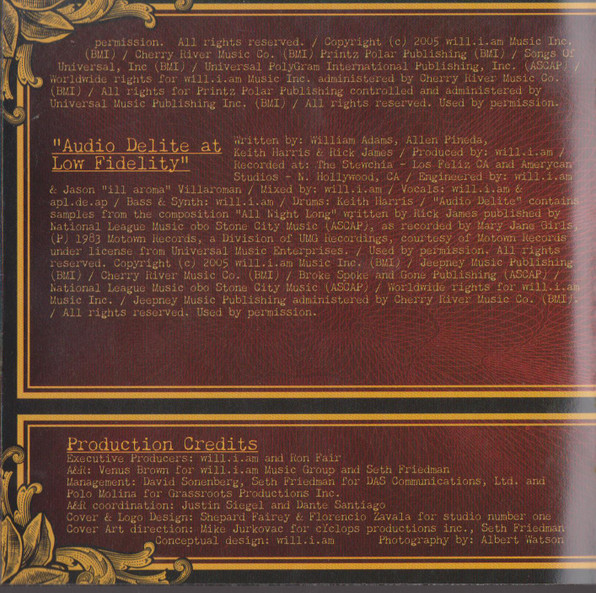 permission. All rights reserved. / Copyright (c) 2005 will.i.am Music Inc.
(BMI) / Cherry River Music Co. (BMI) Printz Polar Publishing (BMI) / Songs Of
Universal, Inc (BMI) / Universal PolyGram International Publishing, Inc. (ASCAP) /
Worldwide rights for will.i.am Music Inc. administered by Cherry River Music Co.
(BMI) / All rights for Printz Polar Publishing controlled and administered by
Universal Music Publishing Inc. (BMI) / All rights reserved. Used by permission.
"Audio Delite at
Low Fidelity"
Written by: William Adams, Allen Pineda,
Keith Harris & Rick James / Produced by: will.i.am /
Recorded at: The Stewchia - Los Feliz CA and Amerycan
Studios - N. Hollywood, CA / Engineered by: will.i.am
& Jason "ill aroma" Villaroman / Mixed by: will.i.am / Vocals: will.i.am &
apl.de.ap / Bass & Synth: will.i.am / Drums: Keith Harris / "Audio Delite" contains
samples from the composition "All Night Long" written by Rick James published by
National League Music obo Stone City Music (ASCAP), as recorded by Mary Jane Girls,
(P) 1983 Motown Records, a Division of UMG Recordings, courtesy of Motown Records
under license from Universal Music Enterprises. / Used by permission. All rights
reserved. Copyright (c) 2005 will.i.am Music Inc. (BMI) / Jeepney Music Publishing
(BMI) / Cherry River Music Co. (BMI) / Broke Spoke and Gone Publishing (ASCAP) /
National League Music obo Stone City Music (ASCAP) / Worldwide rights for will.i.am
Music Inc. / Jeepney Music Publishing administered by Cherry River Music Co. (BMI).
/ All rights reserved. Used by permission.
Production Credits
Executive Producers: will.i.am and Ron Fair
A&R: Venus Brown for will.i.am Music Group and Seth Friedman
Management: David Sonenberg, Seth Friedman for DAS Communications, Ltd. and
Polo Molina for Grassroots Productions Inc.
A&R coordination: Justin Siegel and Dante Santiago
Cover & Logo Design: Shepard Fairey & Florencio Zavala for studio number one
Cover Art direction: Mike Jurkovac for cYclops productions inc., Seth Friedman
Conceptual design: will.i.am Photography by: Albert Watson